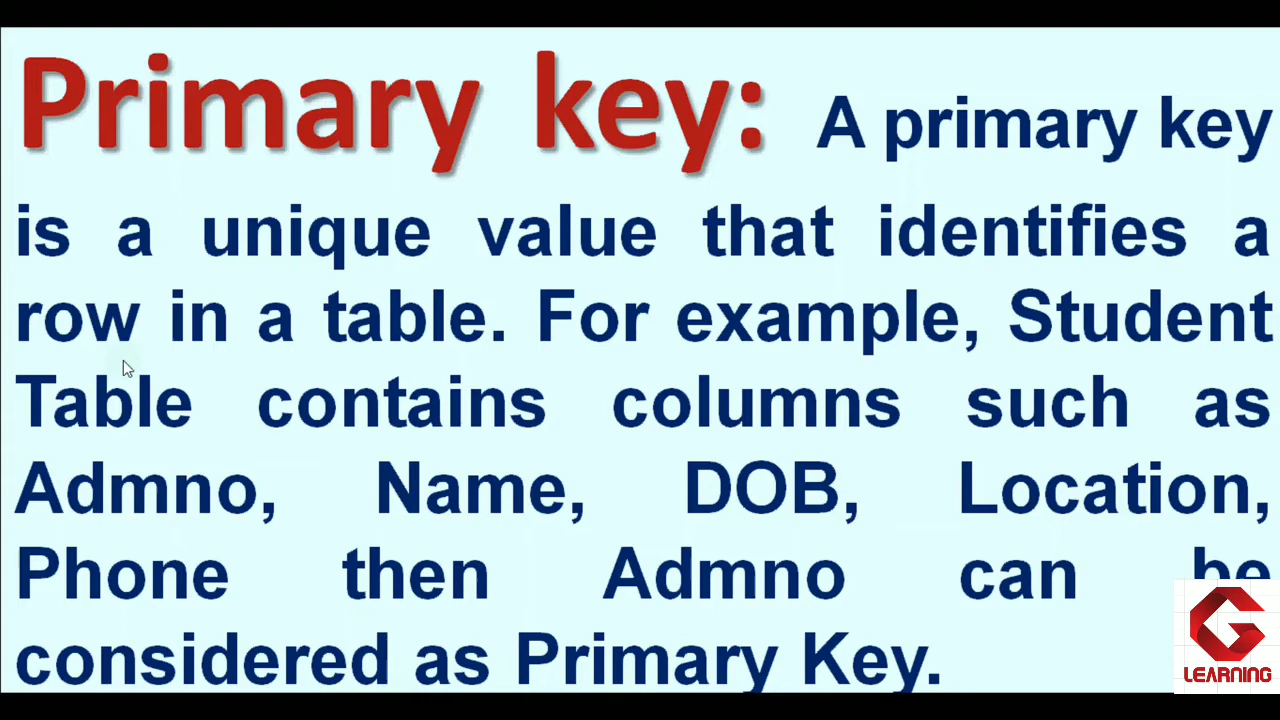 Primary key: A primary key
is a unique value that identifies a
row in a table. For example, Student
Table contains columns such as
Admno, Name, DOB, Location,
Phone then Admno can be
considered as Primary Key.
G
LEARNING